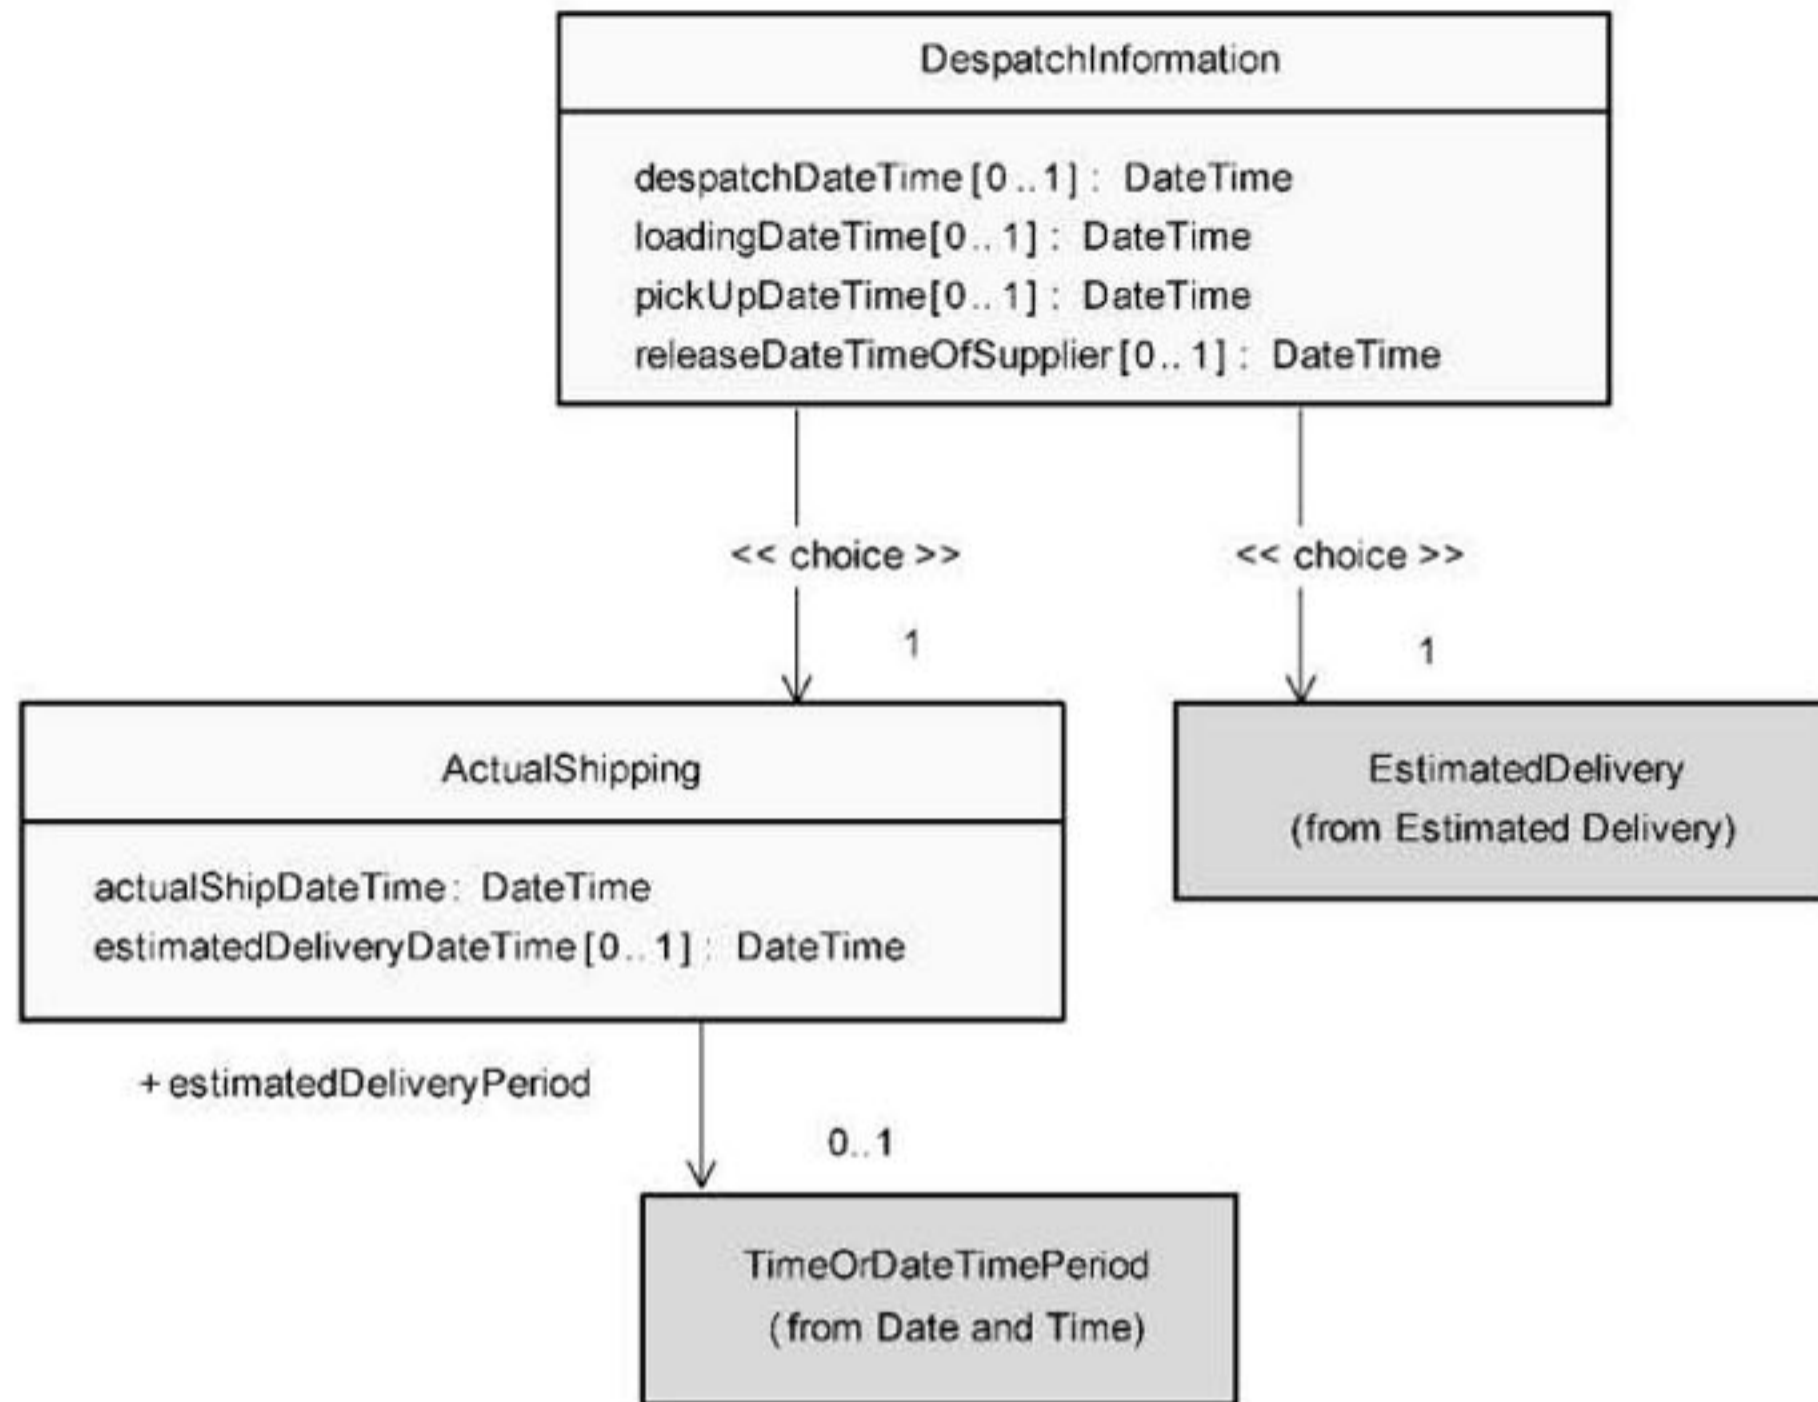 DespatchInformation
despatchDateTime[0..1]: DateTime
loadingDateTime[0..1]: DateTime
pickUpDateTime[0..1]: DateTime
releaseDateTimeOfSupplier[0..1]: DateTime
<< choice >>
<< choice >>
1
1
ActualShipping
EstimatedDelivery
(from Estimated Delivery)
actualShipDateTime: DateTime
estimatedDeliveryDateTime[0..1]: DateTime
+estimatedDeliveryPeriod
0..1
TimeOrDateTimePeriod
(from Date and Time)